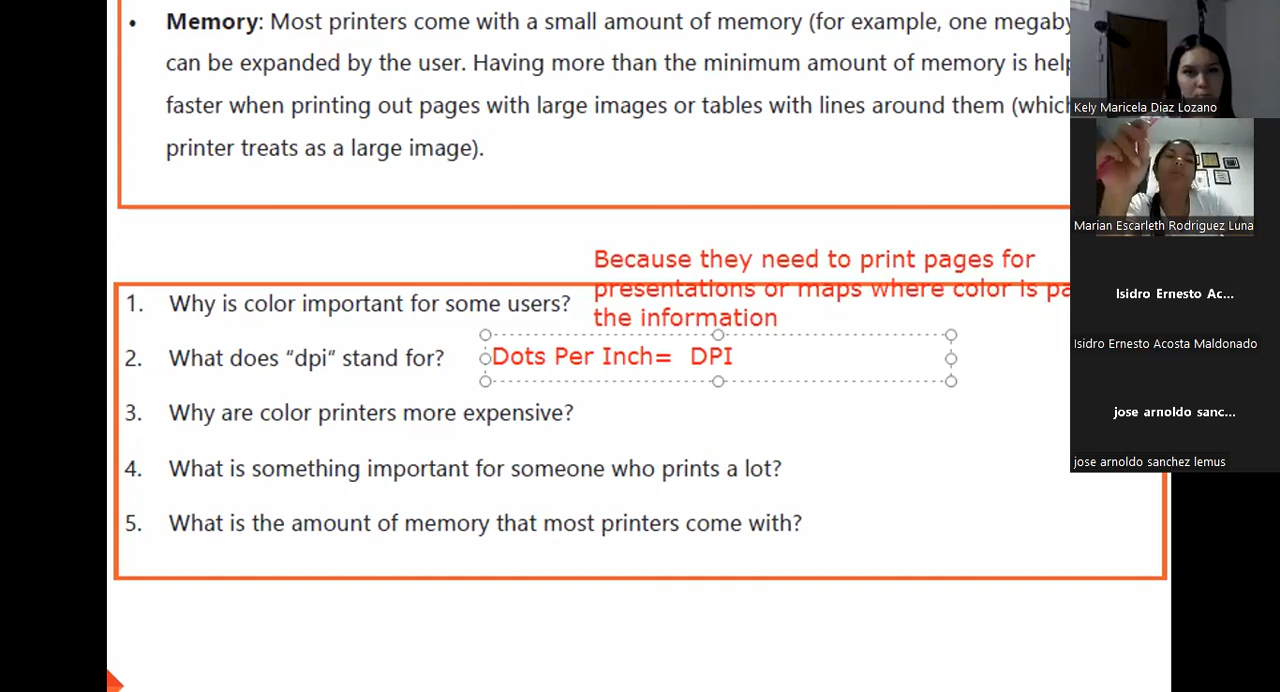 • Memory: Most printers come with a small amount of memory (for example, one megaby
can be expanded by the user. Having more than the minimum amount of memory is help
faster when printing out pages with large images or tables with lines around them (which
printer treats as a large image).
Because they need to print pages for
presentations or maps where color is pa
the information
1. Why is color important for some users?
2. What does “dpi” stand for?
Dots Per Inch= DPI
3. Why are color printers more expensive?
4. What is something important for someone who prints a lot?
5. What is the amount of memory that most printers come with?
Kely Maricela Diaz Lozano
Marian Escarleth Rodriguez Luna
Isidro Ernesto Ac...
Isidro Ernesto Acosta Maldonado
jose arnoldo sanc...
jose arnoldo sanchez lemus